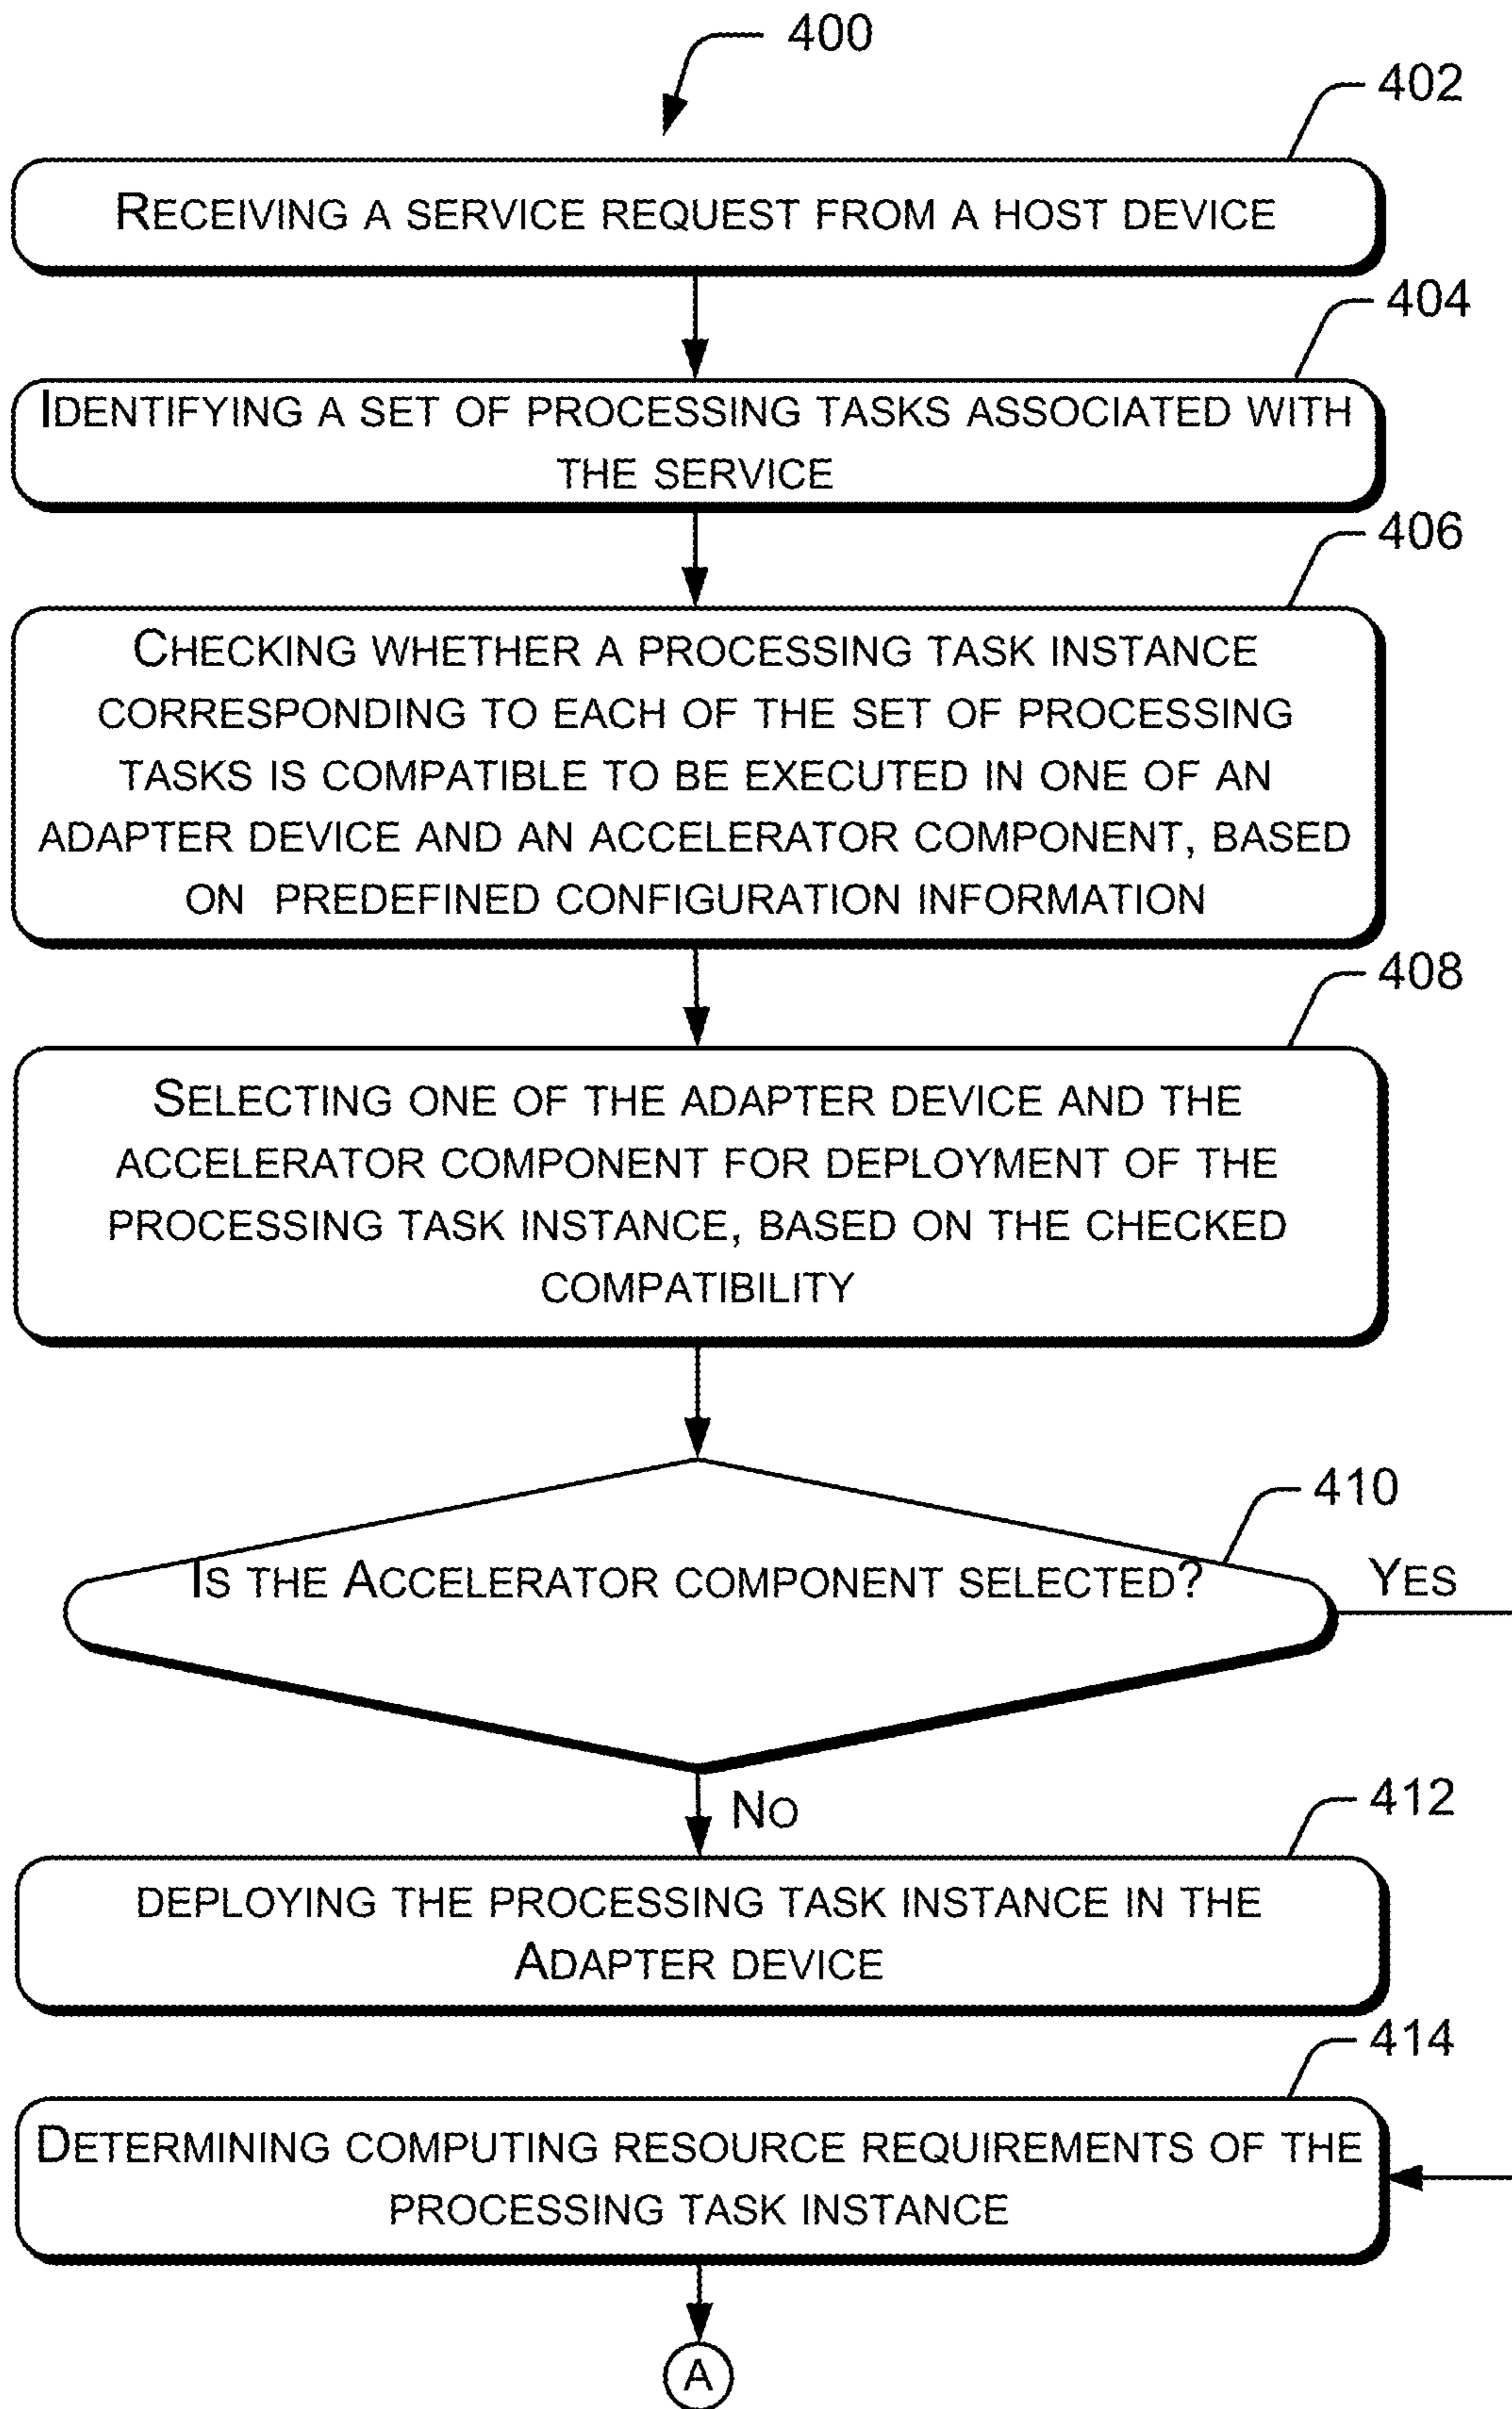 400
402
RECEIVING A SERVICE REQUEST FROM A HOST DEVICE
404
IDENTIFYING A SET OF PROCESSING TASKS ASSOCIATED WITH
THE SERVICE
406
CHECKING WHETHER A PROCESSING TASK INSTANCE
CORRESPONDING TO EACH OF THE SET OF PROCESSING
TASKS IS COMPATIBLE TO BE EXECUTED IN ONE OF AN
ADAPTER DEVICE AND AN ACCELERATOR COMPONENT, BASED
ON PREDEFINED CONFIGURATION INFORMATION
408
SELECTING ONE OF THE ADAPTER DEVICE AND THE
ACCELERATOR COMPONENT FOR DEPLOYMENT OF THE
PROCESSING TASK INSTANCE, BASED ON THE CHECKED
COMPATIBILITY
410
IS THE ACCELERATOR COMPONENT SELECTED?
YES
NO
412
DEPLOYING THE PROCESSING TASK INSTANCE IN THE
ADAPTER DEVICE
414
DETERMINING COMPUTING RESOURCE REQUIREMENTS OF THE
PROCESSING TASK INSTANCE
A